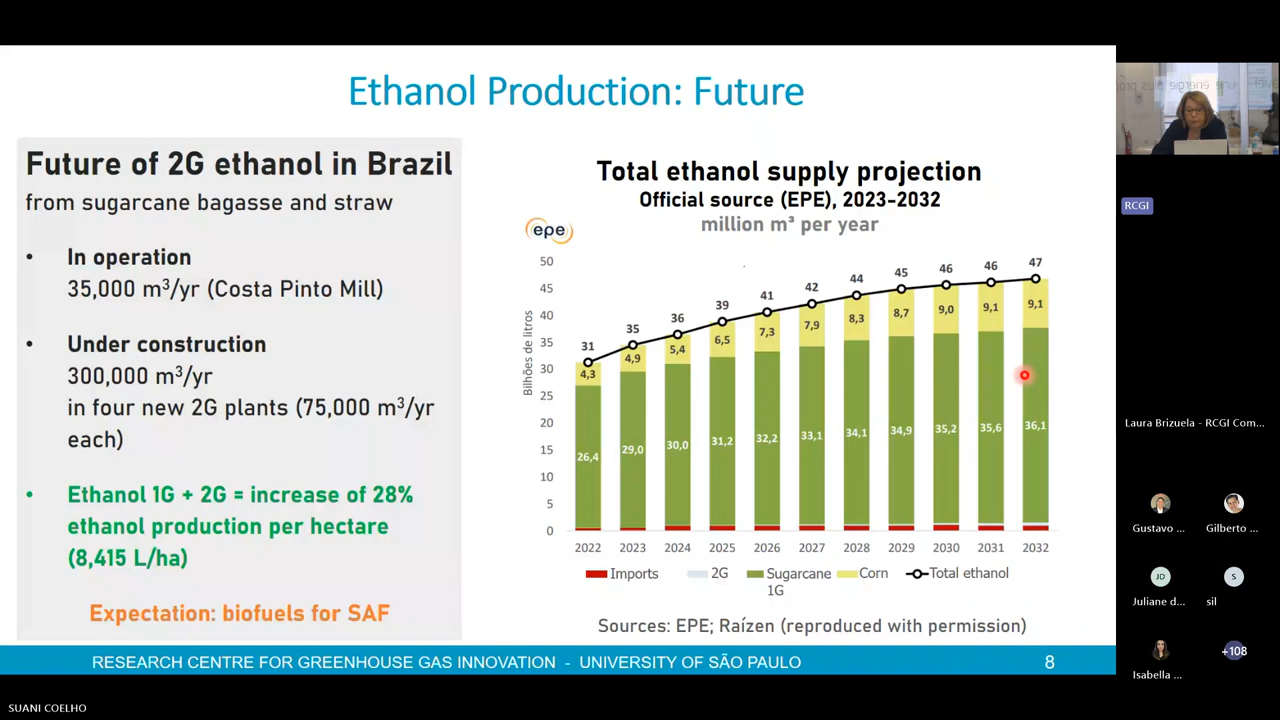 Ethanol Production: Future
Future of 2G ethanol in Brazil
from sugarcane bagasse and straw
• In operation
35,000 m³/yr (Costa Pinto Mill)
• Under construction
300,000 m³/yr
in four new 2G plants (75,000 m³/yr
each)
• Ethanol 1G + 2G = increase of 28%
ethanol production per hectare
(8,415 L/ha)
Expectation: biofuels for SAF
Total ethanol supply projection
Official source (EPE), 2023-2032
million m³ per year
epe
Bilhões de litros
50
45
40
35
30
25
20
15
10
5
0
31 35 36 39 41 42 44 45 46 46 47
4,3 4,9 5,4 6,5 7,3 7,9 8,3 8,7 9,0 9,1 9,1
26,4 29,0 30,0 31,2 32,2 33,1 34,1 34,9 35,2 35,6 36,1
2022 2023 2024 2025 2026 2027 2028 2029 2030 2031 2032
Imports 2G Sugarcane 1G Corn Total ethanol
Sources: EPE; Raízen (reproduced with permission)
RESEARCH CENTRE FOR GREENHOUSE GAS INNOVATION - UNIVERSITY OF SÃO PAULO 8
RCGI
Laura Brizuela - RCGI Com...
Gustavo ... Gilberto ...
JD S
Juliane d... sil
+108
Isabella ...
SUANI COELHO